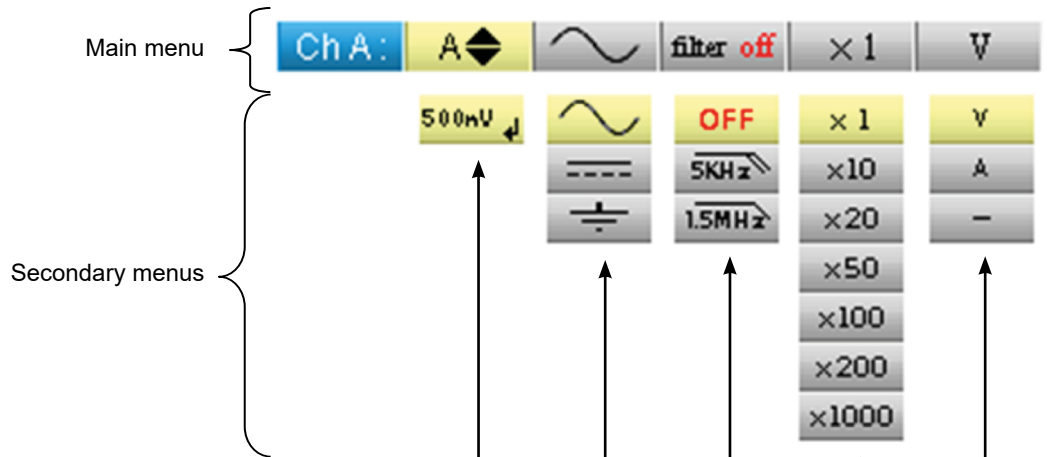 Main menu
Ch A: A filter off ×1 V
Secondary menus
500mV OFF ×1 V
5KHz ×10 A
1.5MHz ×20 –
×50
×100
×200
×1000